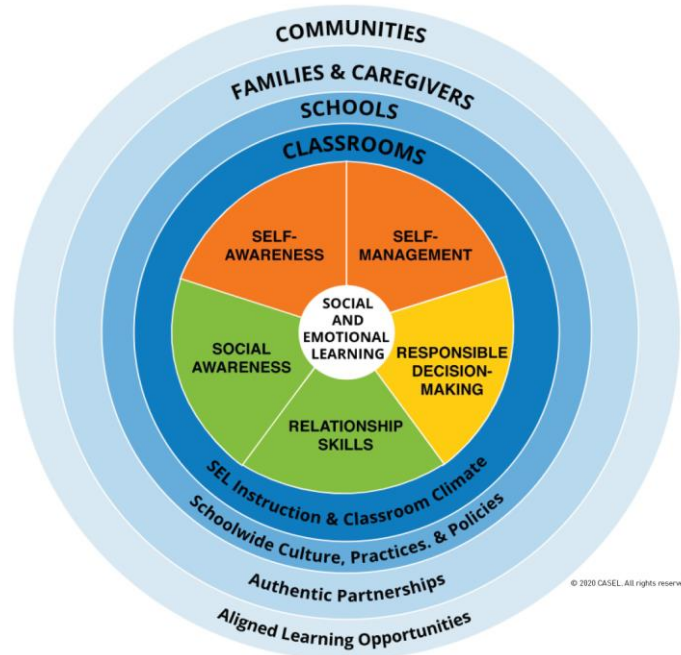 COMMUNITIES
FAMILIES & CAREGIVERS
SCHOOLS
CLASSROOMS
SELF-
AWARENESS
SELF-
MANAGEMENT
SOCIAL
AND
EMOTIONAL
LEARNING
SOCIAL
AWARENESS
RESPONSIBLE
DECISION-
MAKING
RELATIONSHIP
SKILLS
SEL Instruction & Classroom Climate
Schoolwide Culture, Practices. & Policies
Authentic Partnerships
Aligned Learning Opportunities
© 2020 CASEL. All rights reserve